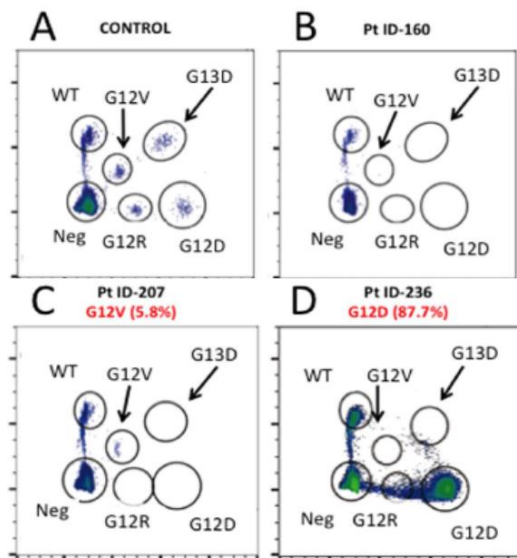 A
CONTROL
WT
G12V
G13D
Neg
G12R
G12D
B
Pt ID-160
WT
G12V
G13D
Neg
G12R
G12D
C
Pt ID-207
G12V (5.8%)
WT
G12V
G13D
Neg
G12R
G12D
D
Pt ID-236
G12D (87.7%)
WT
G12V
G13D
Neg
G12R
G12D